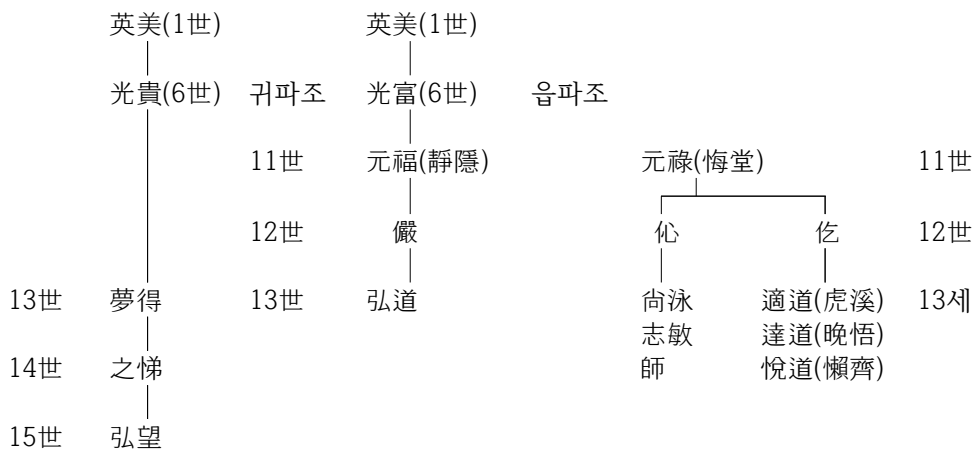 英美(1世) 英美(1世)
光貴(6世) 귀파조 光富(6世) 읍파조
11世 元福(靜隱) 元祿(悔堂) 11世
12世 儼 伈 仡 12世
13世 夢得 13世 弘道 尙泳 適道(虎溪) 13세
志敏 達道(晩悟)
14世 之悌 師 悅道(懶齊)
15世 弘望